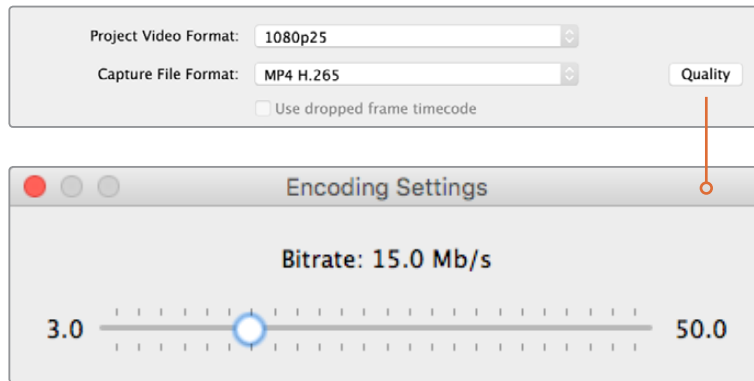 Project Video Format: 1080p25
Capture File Format: MP4 H.265 Quality
Use dropped frame timecode
Encoding Settings
Bitrate: 15.0 Mb/s
3.0 50.0